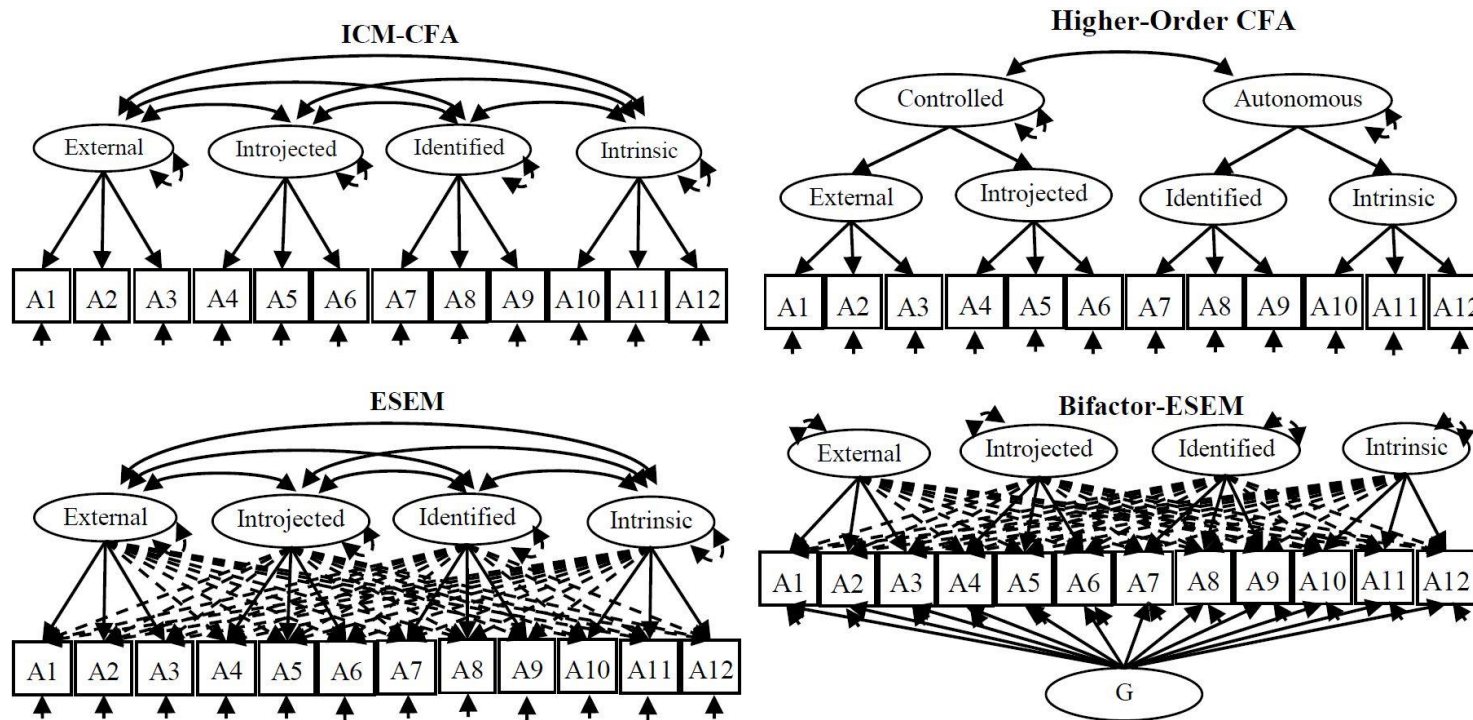 ICM-CFA
External Introjected Identified Intrinsic
A1 A2 A3 A4 A5 A6 A7 A8 A9 A10 A11 A12
Higher-Order CFA
Controlled Autonomous
External Introjected Identified Intrinsic
A1 A2 A3 A4 A5 A6 A7 A8 A9 A10 A11 A12
ESEM
External Introjected Identified Intrinsic
A1 A2 A3 A4 A5 A6 A7 A8 A9 A10 A11 A12
Bifactor-ESEM
External Introjected Identified Intrinsic
A1 A2 A3 A4 A5 A6 A7 A8 A9 A10 A11 A12
G